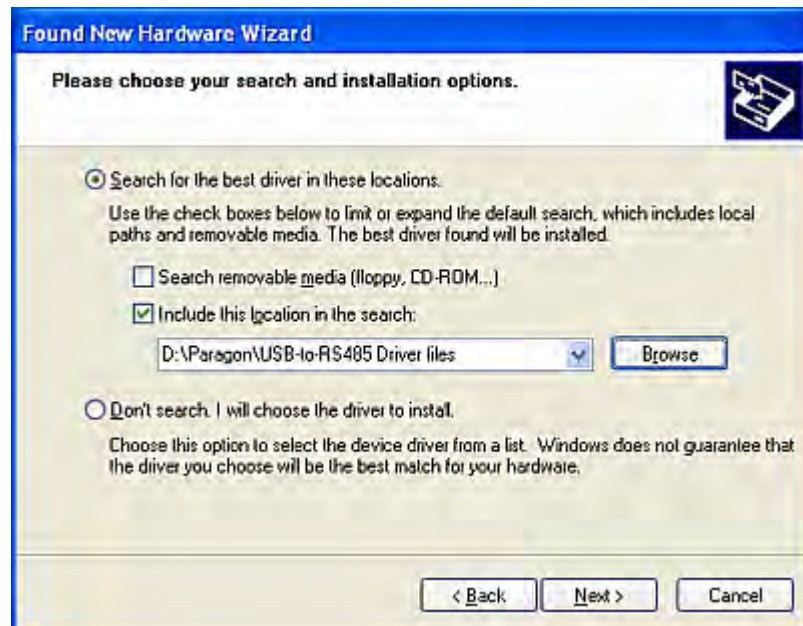 Found New Hardware Wizard
Please choose your search and installation options.
Search for the best driver in these locations.
Use the check boxes below to limit or expand the default search, which includes local
paths and removable media. The best driver found will be installed.
Search removable media (floppy, CD-ROM...)
Include this location in the search:
D:\Paragon\USB-to-RS485 Driver files
Browse
Don't search. I will choose the driver to install.
Choose this option to select the device driver from a list. Windows does not guarantee that
the driver you choose will be the best match for your hardware.
< Back Next > Cancel